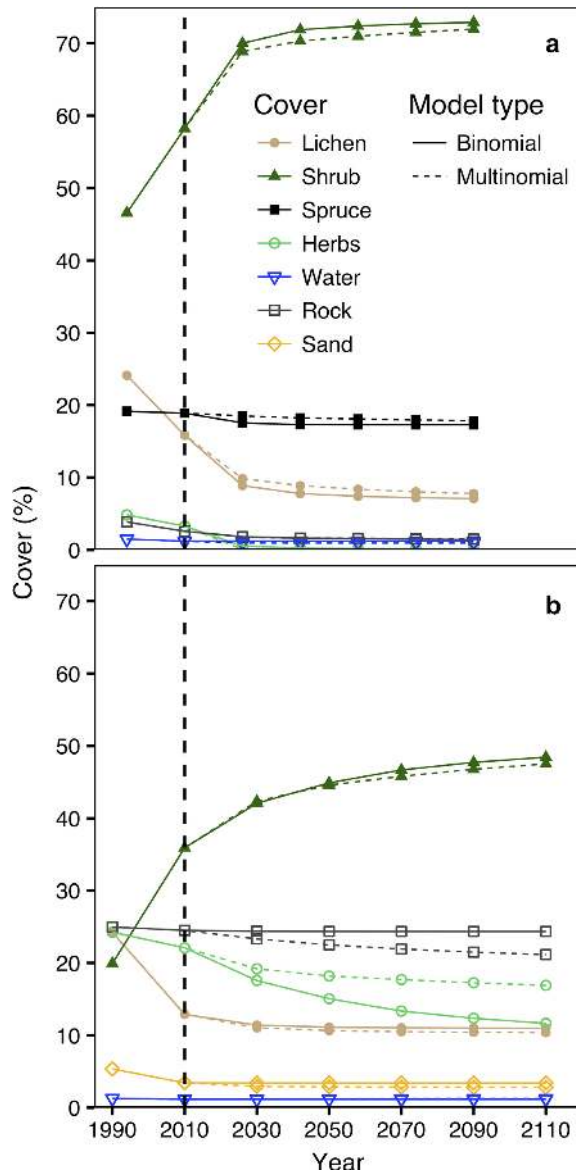 70
60
50
40
30
20
10
0
a
Cover
Lichen
Shrub
Spruce
Herbs
Water
Rock
Sand
Model type
Binomial
Multinomial
Cover (%)
70
60
50
40
30
20
10
0
b
1990 2010 2030 2050 2070 2090 2110
Year